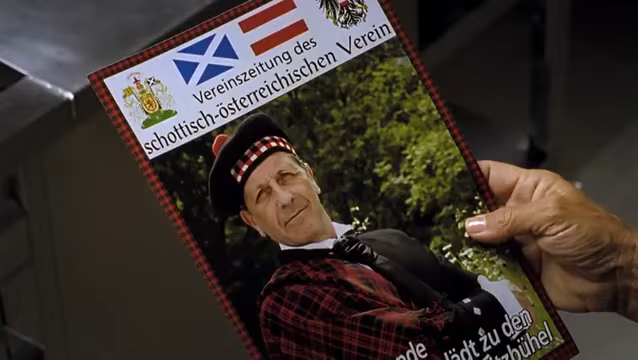 Vereinszeitung des
schottisch-österreichischen Verein
lädt zu den